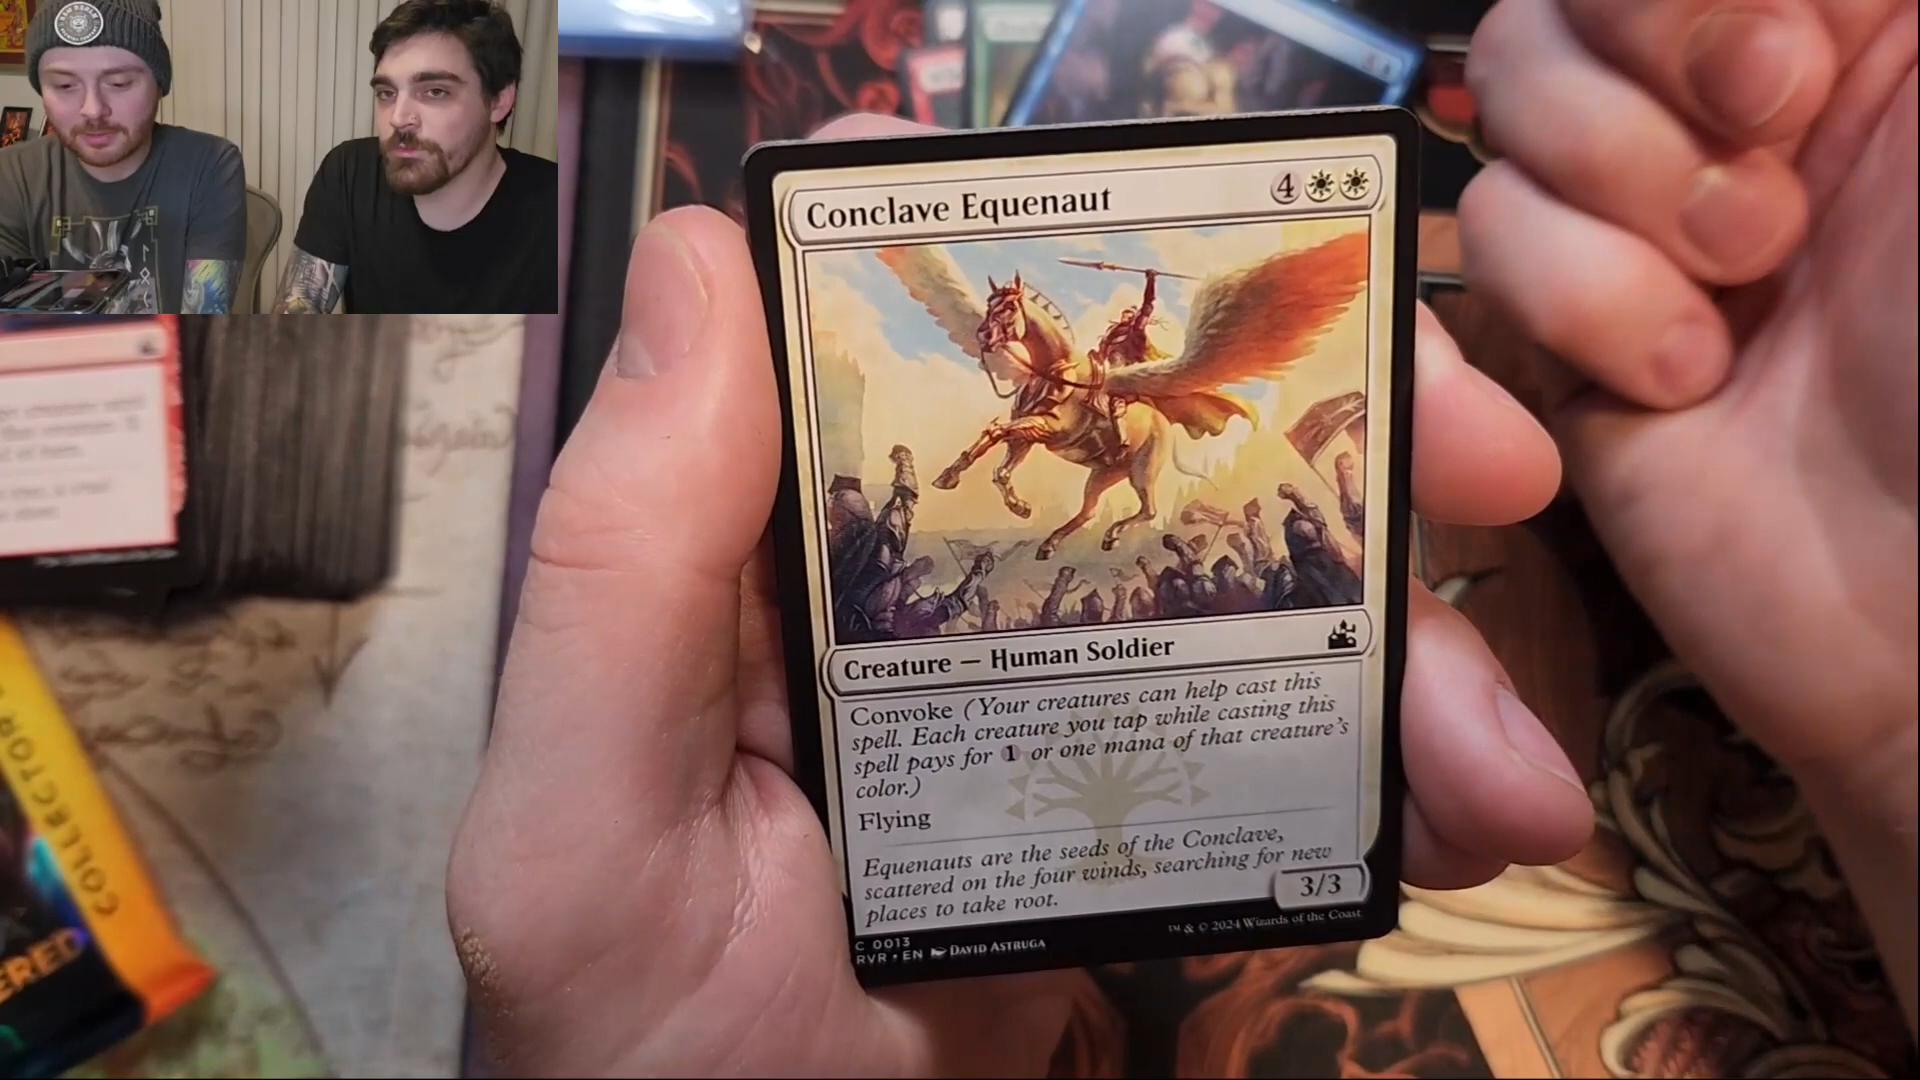 Conclave Equenaut
4
Creature — Human Soldier
Convoke (Your creatures can help cast this
spell. Each creature you tap while casting this
spell pays for 1 or one mana of that creature's
color.)
Flying
Equenauts are the seeds of the Conclave,
scattered on the four winds, searching for new
places to take root.
3/3
C 0013
RVR • EN DAVID ASTRUGA
™ & © 2024 Wizards of the Coast
COLLECTOR
ERED